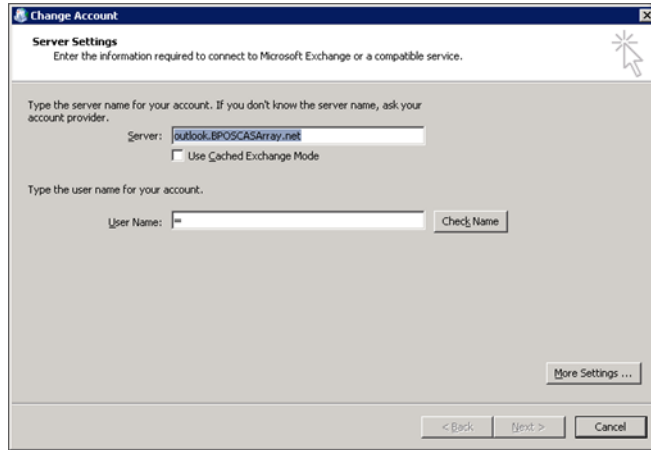 Change Account
Server Settings
Enter the information required to connect to Microsoft Exchange or a compatible service.
Type the server name for your account. If you don't know the server name, ask your
account provider.
Server: outlook.BPOSCASArray.net
Use Cached Exchange Mode
Type the user name for your account.
User Name: = Check Name
More Settings ...
< Back Next > Cancel